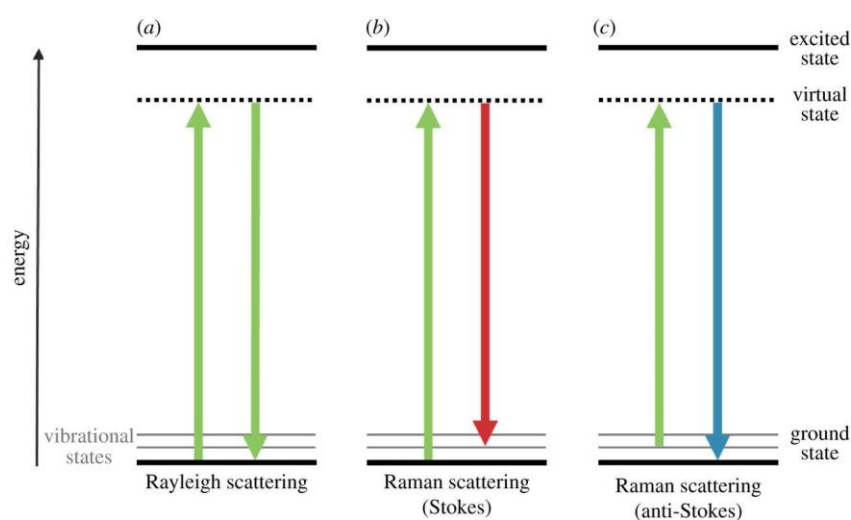 (a)
(b)
(c)
excited
state
virtual
state
energy
vibrational
states
ground
state
Rayleigh scattering
Raman scattering
(Stokes)
Raman scattering
(anti-Stokes)